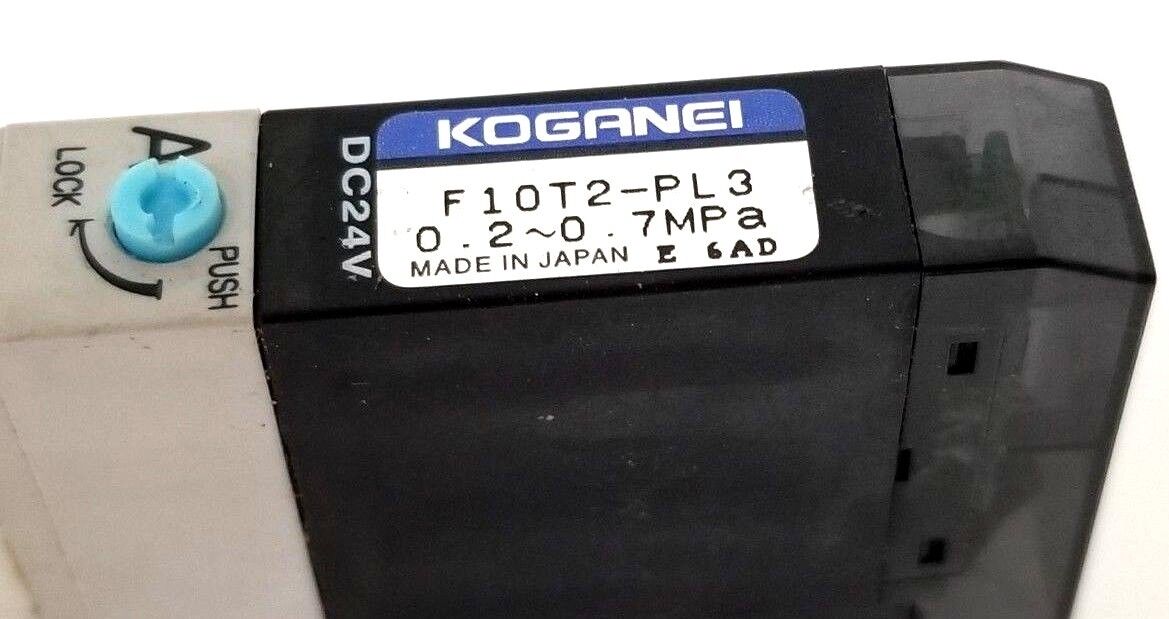 A
LOCK
PUSH
DC24V
KOGANEI
F10T2-PL3
0.2~0.7MPa
MADE IN JAPAN E 6AD